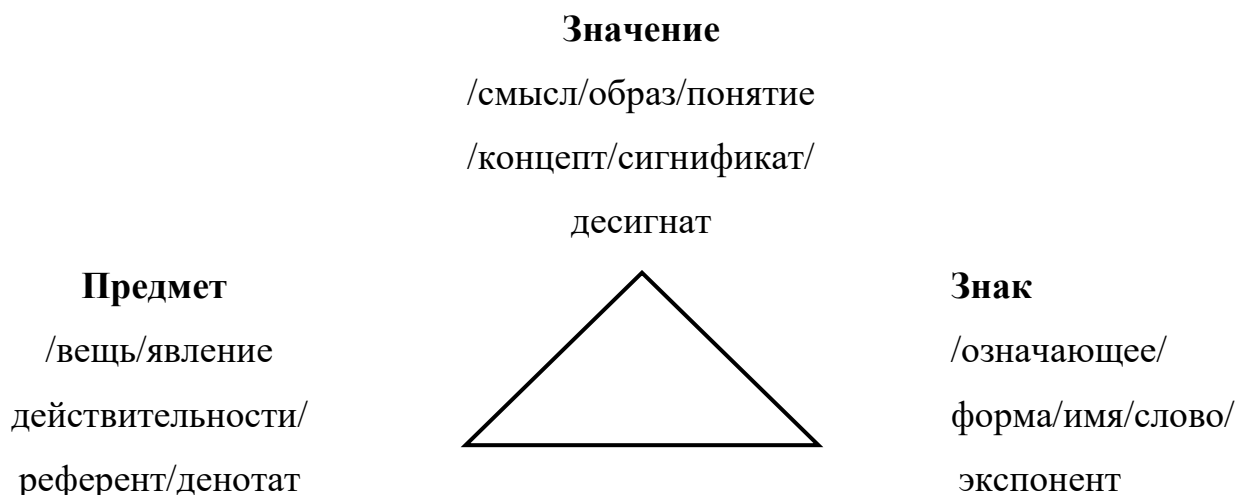 Значение
/смысл/образ/понятие
/концепт/сигнификат/
десигнат
Предмет
/вещь/явление
действительности/
референт/денотат
Знак
/означающее/
форма/имя/слово/
экспонент